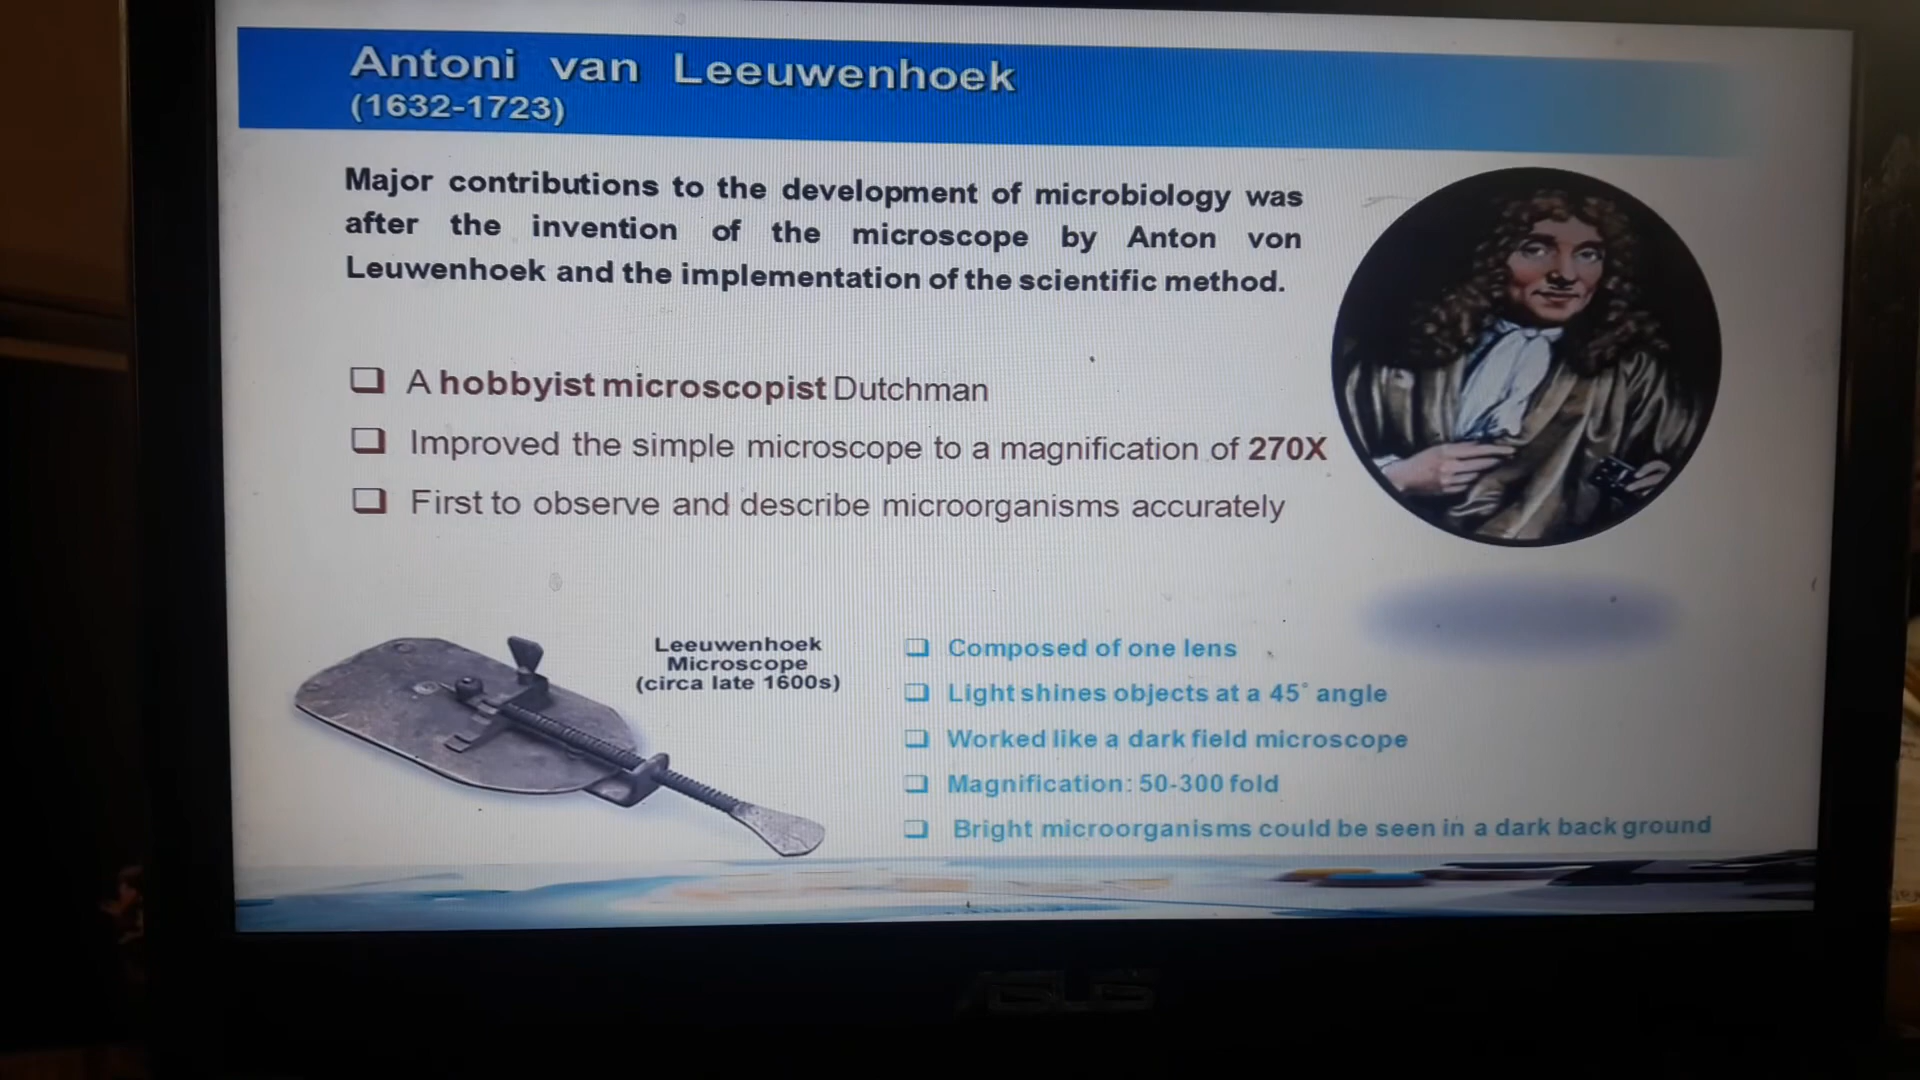 Antoni van Leeuwenhoek
(1632-1723)
Major contributions to the development of microbiology was
after the invention of the microscope by Anton von
Leuwenhoek and the implementation of the scientific method.
A hobbyist microscopist Dutchman
Improved the simple microscope to a magnification of 270X
First to observe and describe microorganisms accurately
Leeuwenhoek
Microscope
(circa late 1600s)
Composed of one lens
Light shines objects at a 45° angle
Worked like a dark field microscope
Magnification: 50-300 fold
Bright microorganisms could be seen in a dark back ground
ASUS